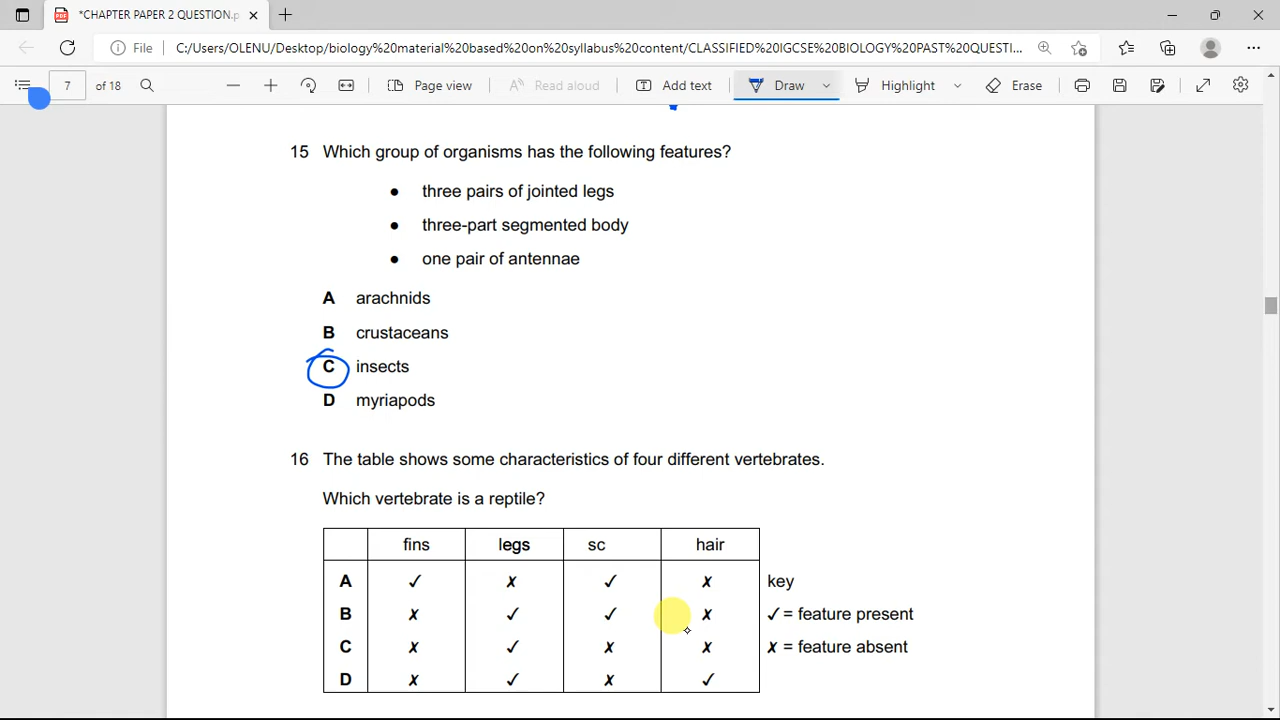 *CHAPTER PAPER 2 QUESTION.p
File C:/Users/OLENU/Desktop/biology%20material%20based%20on%20syllabus%20content/CLASSIFIED%20IGCSE%20BIOLOGY%20PAST%20QUESTI...
7 of 18 Page view Read aloud Add text Draw Highlight Erase
15 Which group of organisms has the following features?
● three pairs of jointed legs
● three-part segmented body
● one pair of antennae
A arachnids
B crustaceans
C insects
D myriapods
16 The table shows some characteristics of four different vertebrates.
Which vertebrate is a reptile?
fins legs sc hair
A ✓ ✗ ✓ ✗ key
B ✗ ✓ ✓ ✗ ✓ = feature present
C ✗ ✓ ✗ ✗ ✗ = feature absent
D ✗ ✓ ✗ ✓